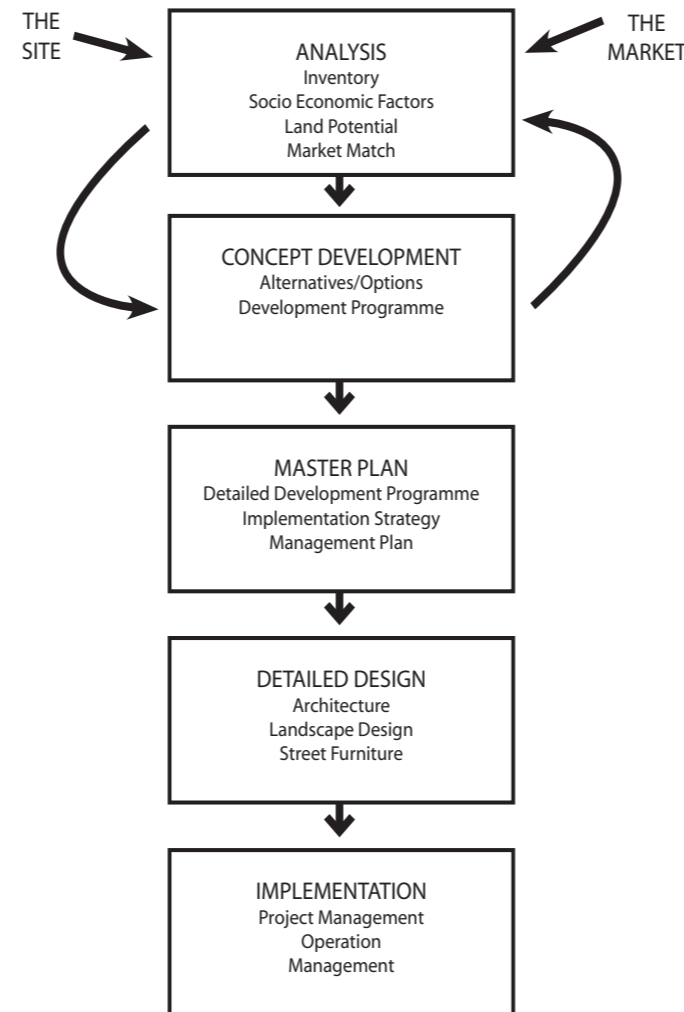 THE
SITE
THE
MARKET
ANALYSIS
Inventory
Socio Economic Factors
Land Potential
Market Match
CONCEPT DEVELOPMENT
Alternatives/Options
Development Programme
MASTER PLAN
Detailed Development Programme
Implementation Strategy
Management Plan
DETAILED DESIGN
Architecture
Landscape Design
Street Furniture
IMPLEMENTATION
Project Management
Operation
Management